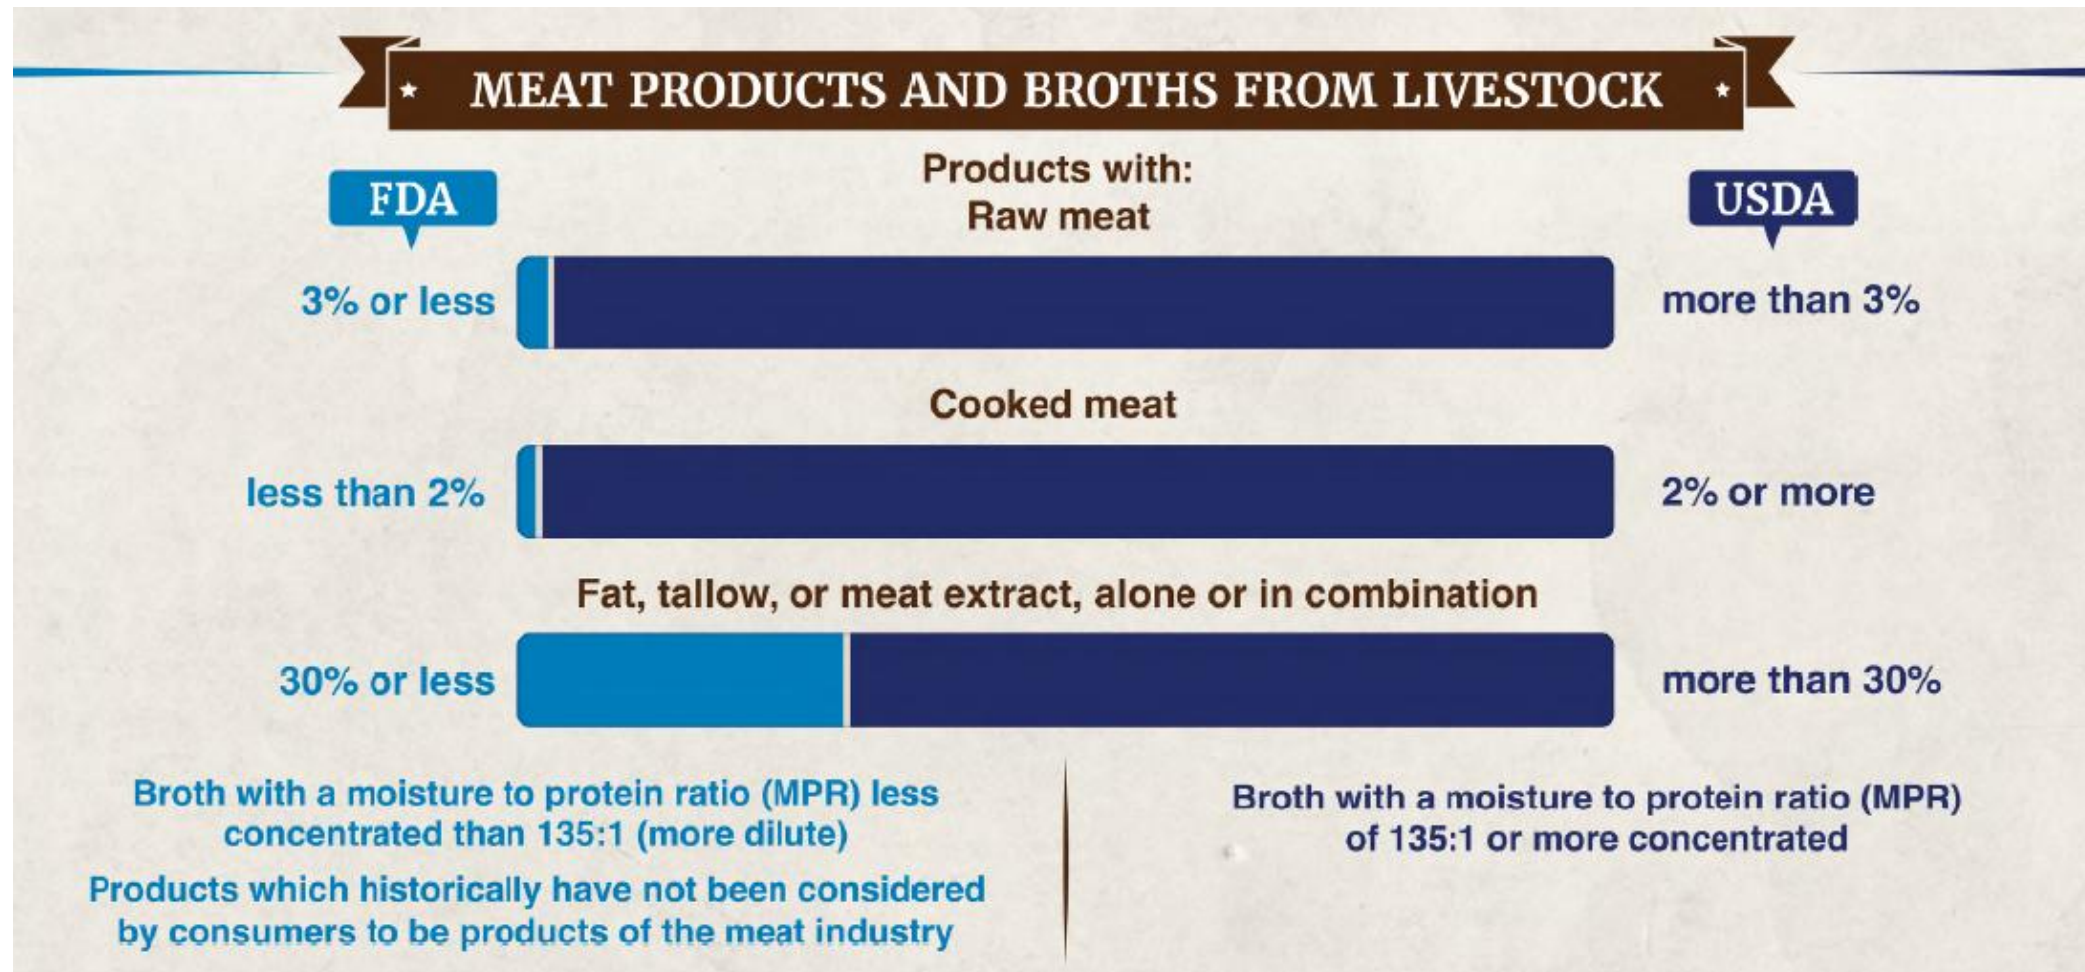 MEAT PRODUCTS AND BROTHS FROM LIVESTOCK
Products with:
FDA
USDA
Raw meat
3% or less
more than 3%
Cooked meat
less than 2%
2% or more
Fat, tallow, or meat extract, alone or in combination
30% or less
more than 30%
Broth with a moisture to protein ratio (MPR) less
concentrated than 135:1 (more dilute)
Products which historically have not been considered
by consumers to be products of the meat industry
Broth with a moisture to protein ratio (MPR)
of 135:1 or more concentrated